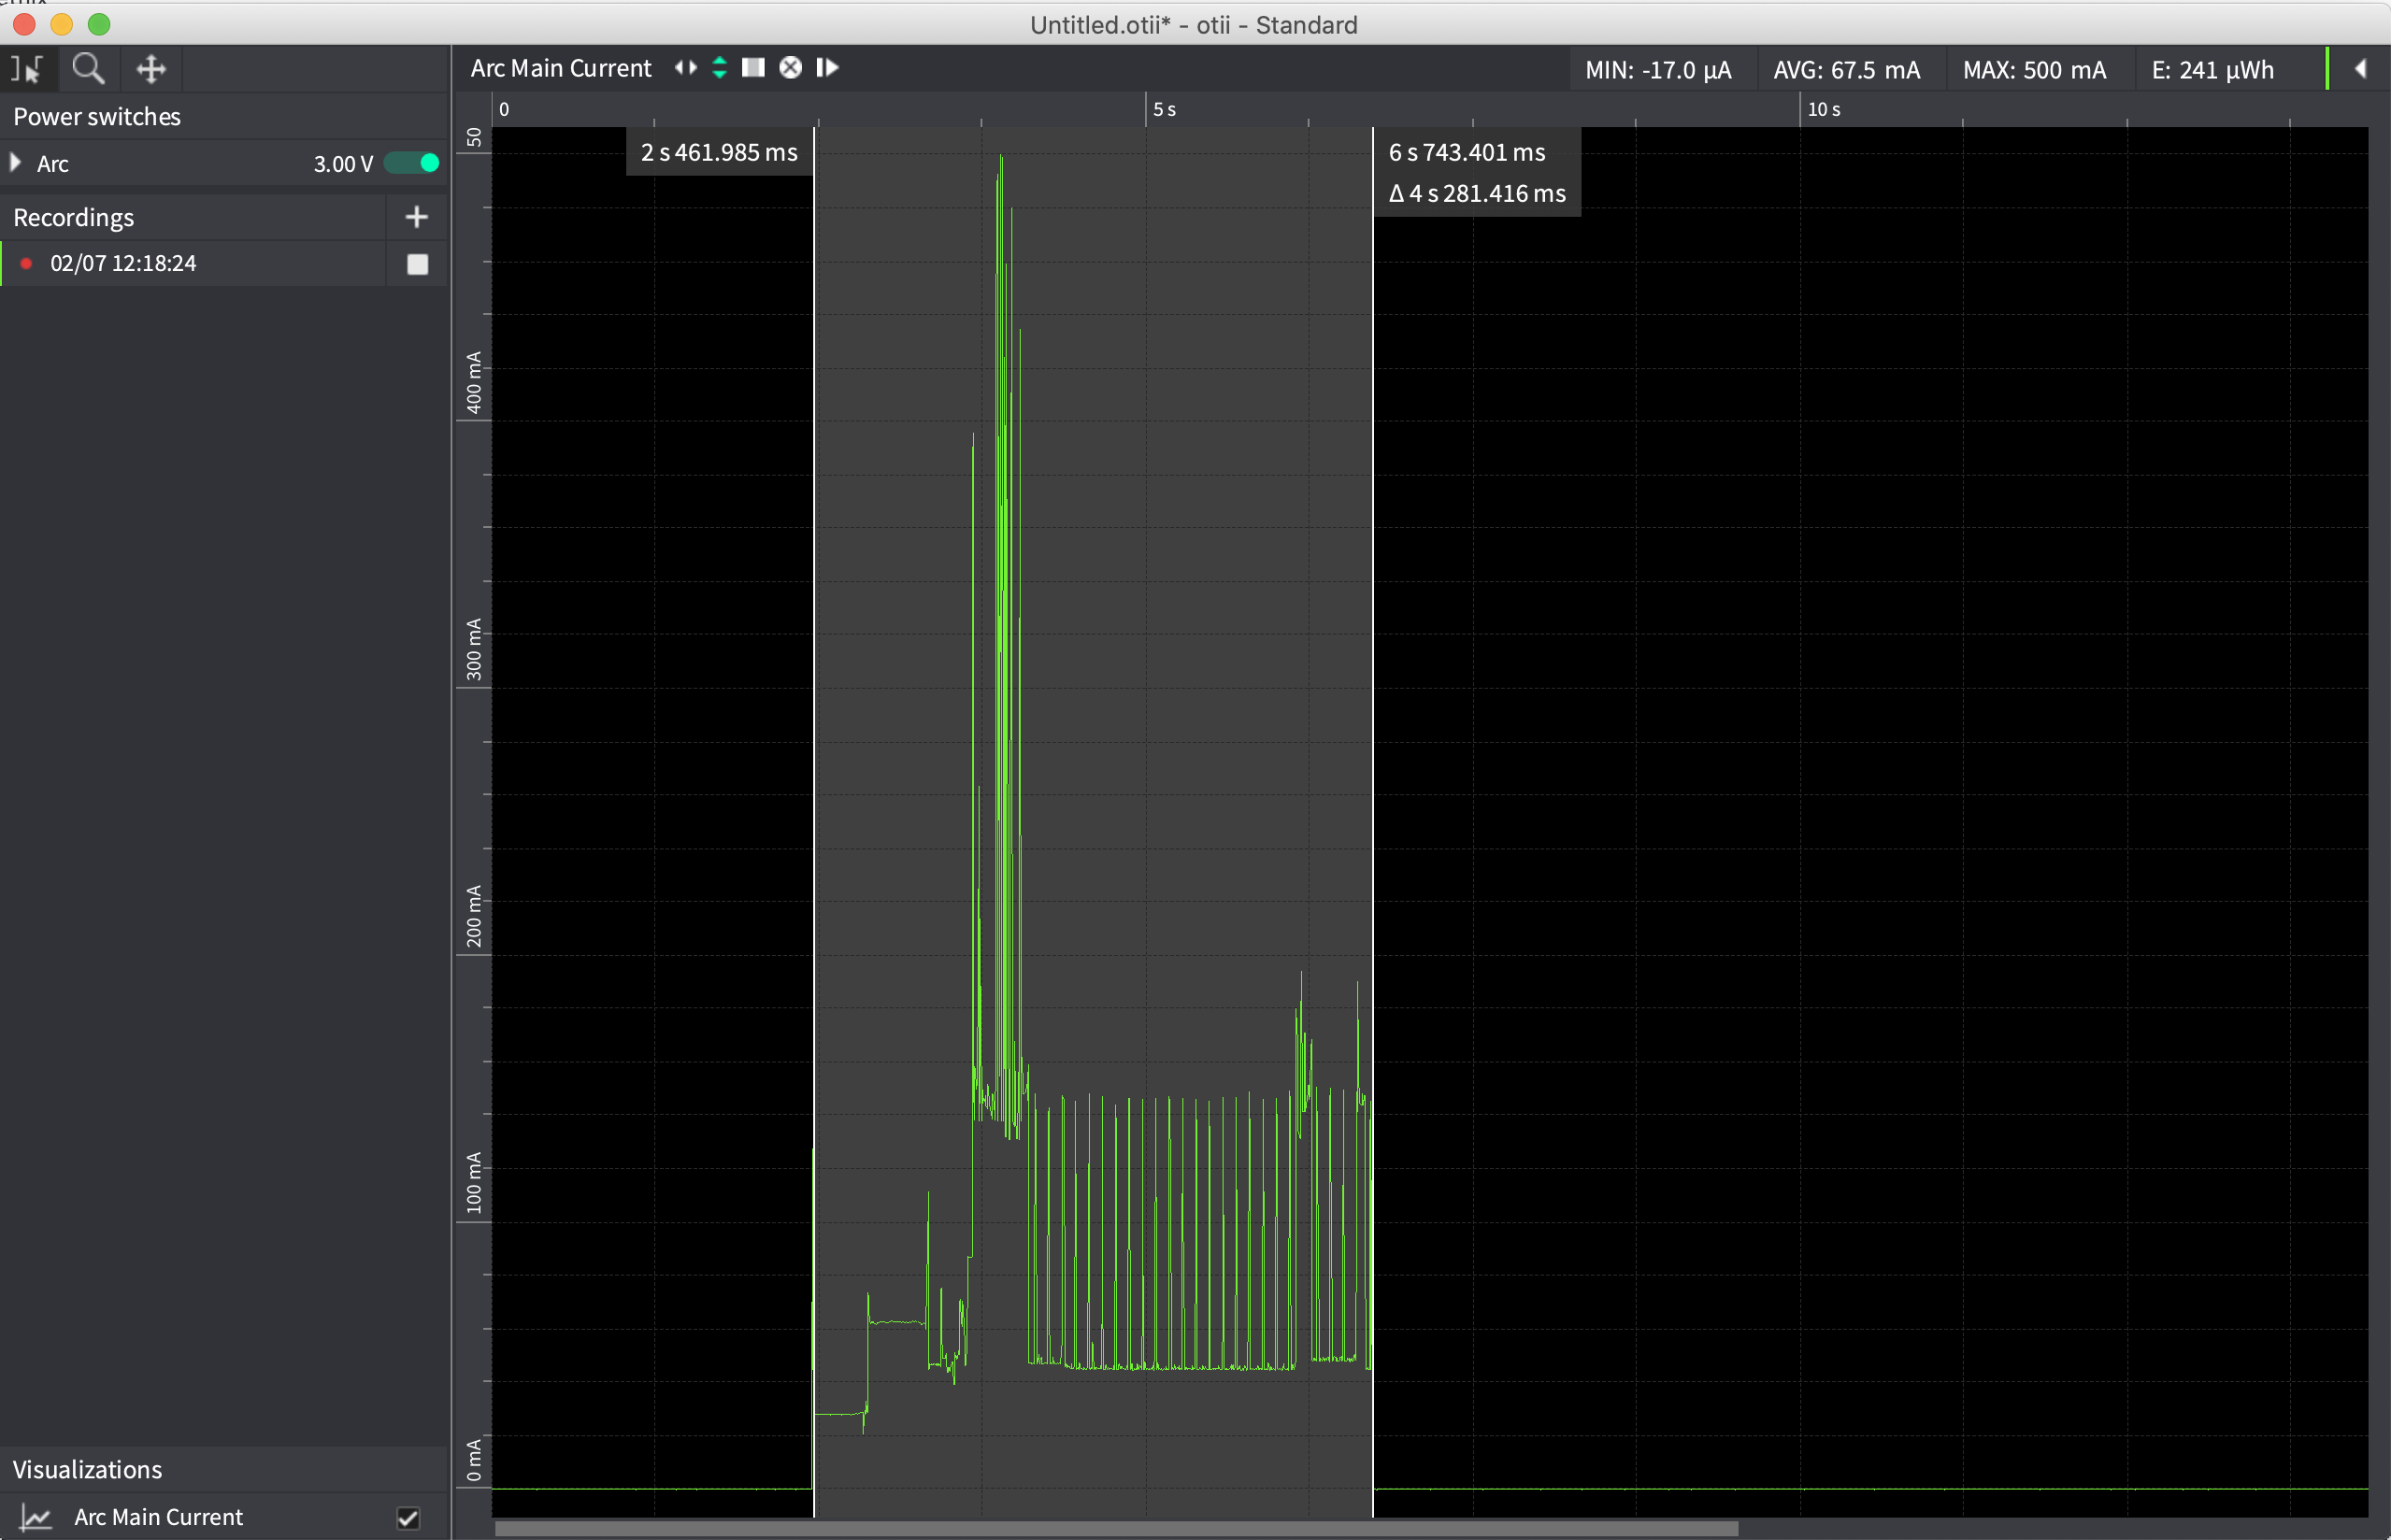 Untitled.otii* - otii - Standard
Arc Main Current
MIN: -17.0 µA
AVG: 67.5 mA
MAX: 500 mA
E: 241 µWh
Power switches
Arc
3.00 V
Recordings
02/07 12:18:24
0
5 s
10 s
2 s 461.985 ms
6 s 743.401 ms
Δ 4 s 281.416 ms
50
400 mA
300 mA
200 mA
100 mA
0 mA
Visualizations
Arc Main Current